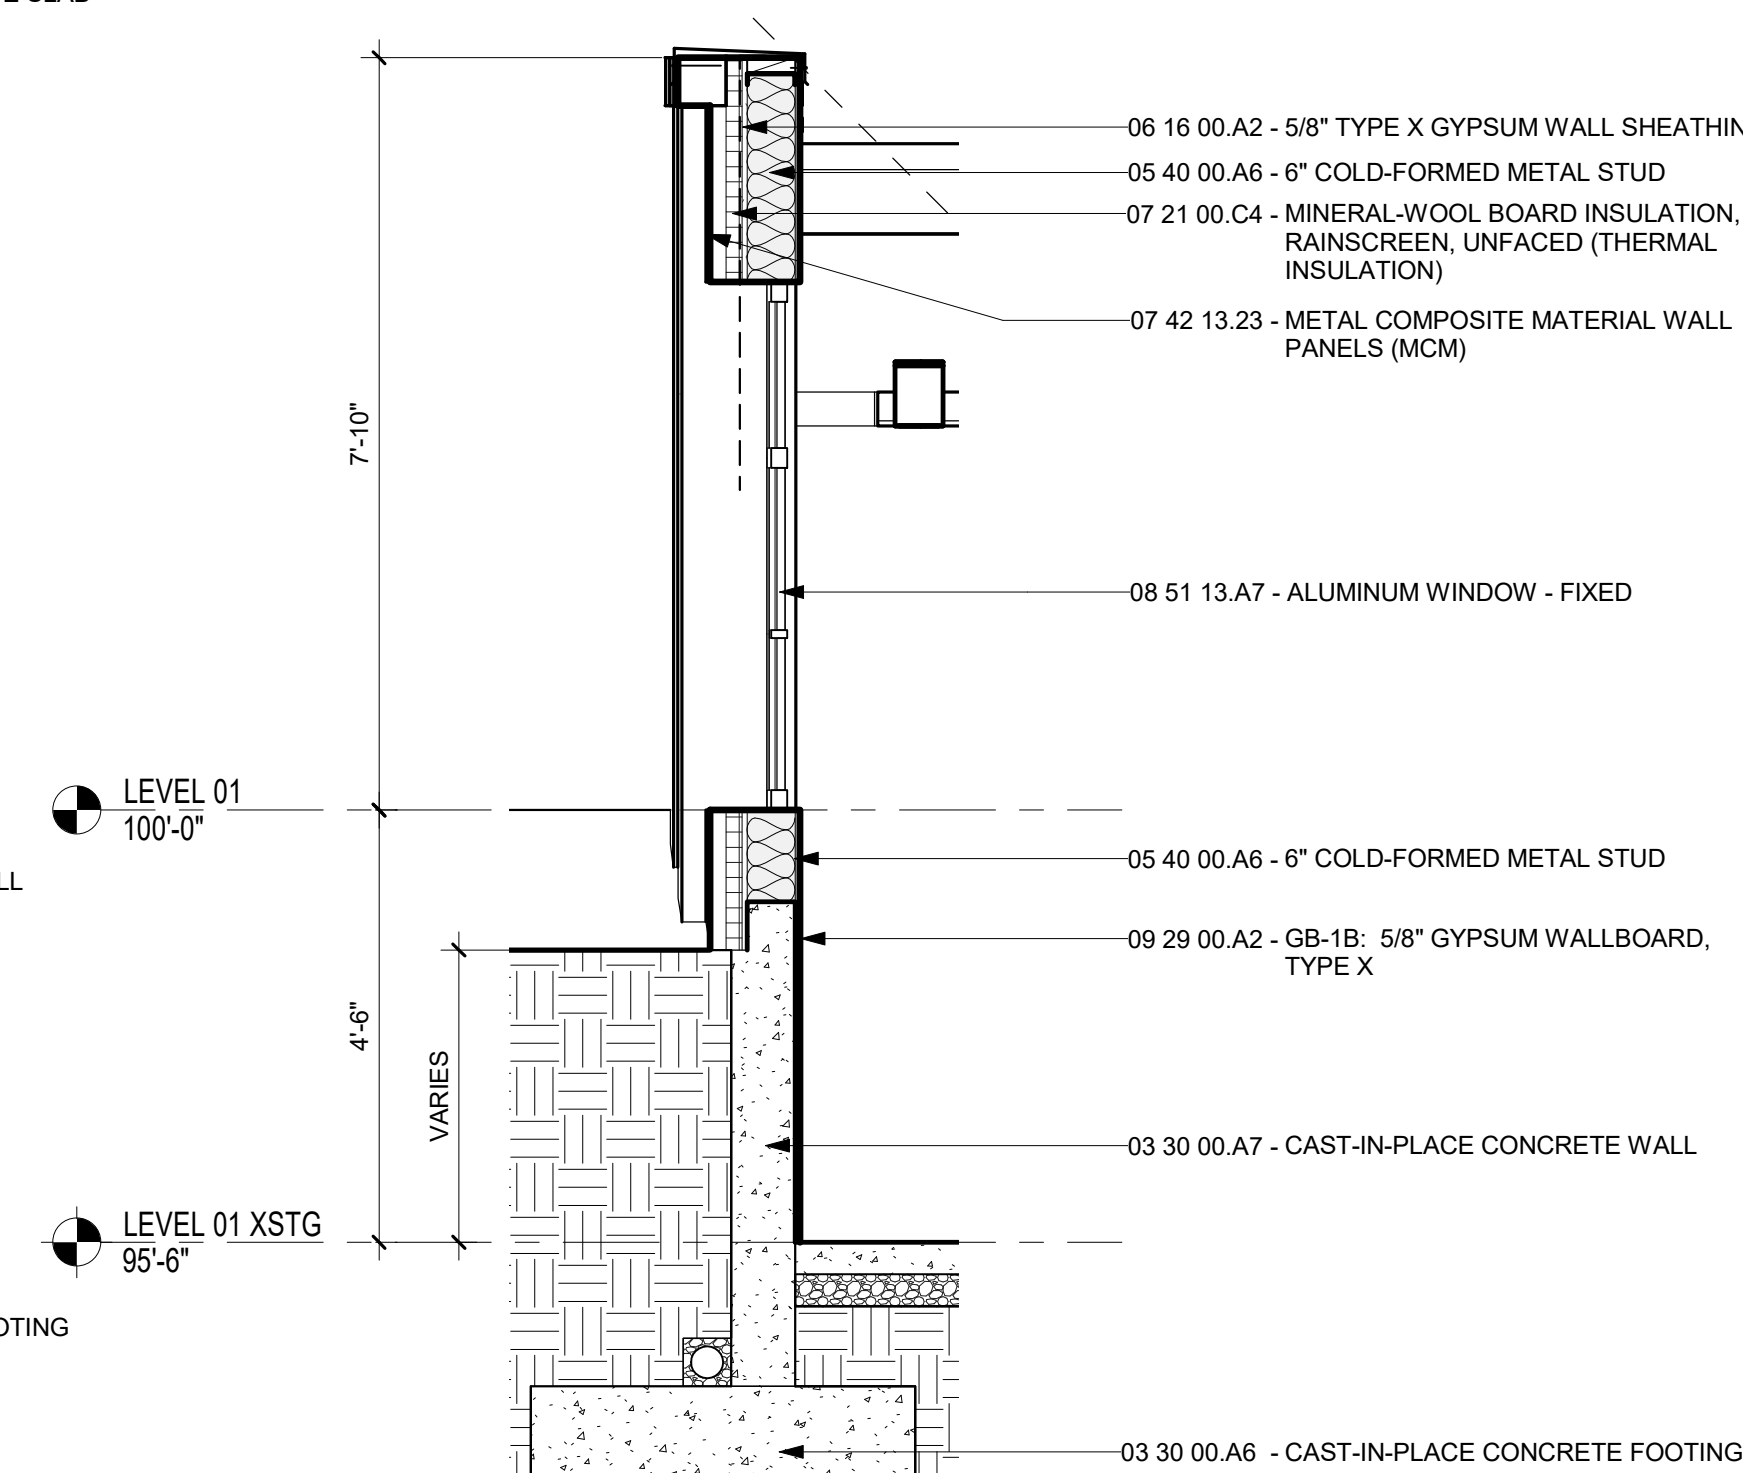 06 16 00.A2 - 5/8" TYPE X GYPSUM WALL
05 40 00.A6 - 6" COLD-FORMED METAL STUD
07 21 00.C4 - MINERAL-WOOL BOARD INSULATION,
RAINSCREEN, UNFACED (THERMAL
INSULATION)
07 42 13.23 - METAL COMPOSITE MATERIAL WALL
PANELS (MCM)
7'-10"
08 51 13.A7 - ALUMINUM WINDOW - FIXED
LEVEL 01
100'-0"
05 40 00.A6 - 6" COLD-FORMED METAL STUD
09 29 00.A2 - GB-1B: 5/8" GYPSUM WALLBOARD,
TYPE X
4'-6"
VARIES
03 30 00.A7 - CAST-IN-PLACE CONCRETE WALL
LEVEL 01 XSTG
95'-6"
03 30 00.A6 - CAST-IN-PLACE CONCRETE FOOTING